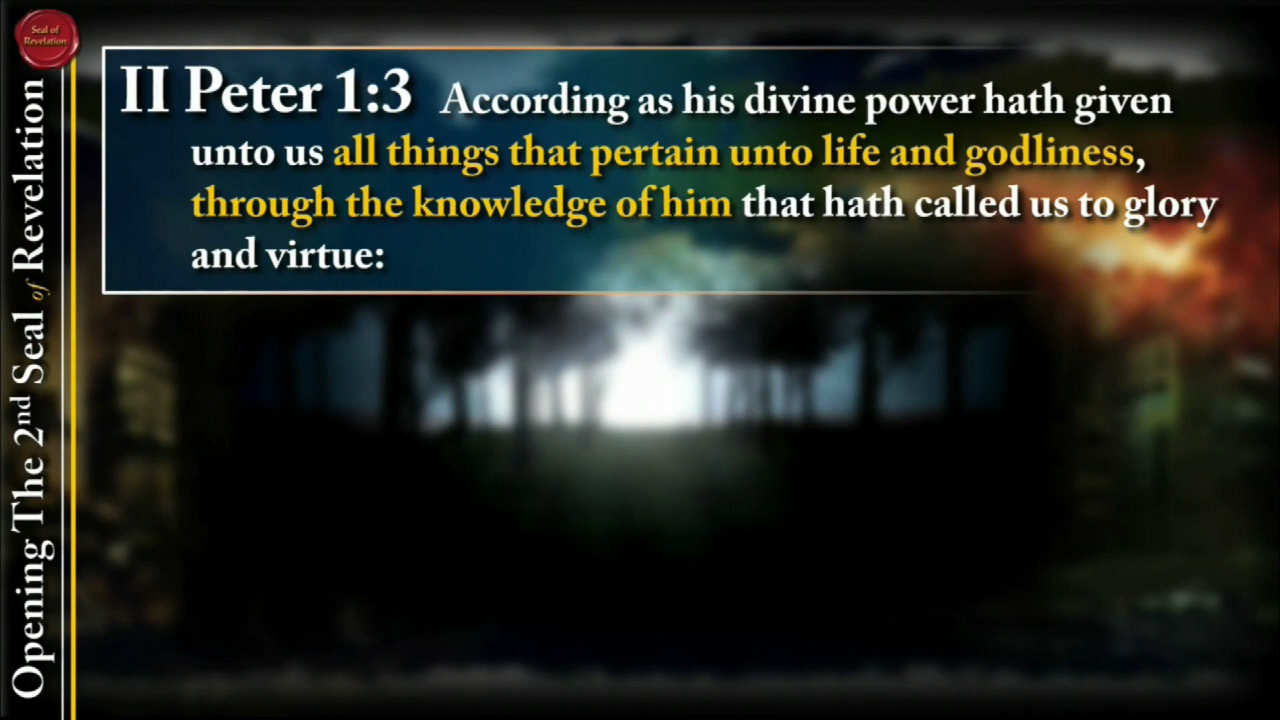 Seal of
Revelation
Opening The 2nd Seal of Revelation
II Peter 1:3 According as his divine power hath given
unto us all things that pertain unto life and godliness,
through the knowledge of him that hath called us to glory
and virtue: